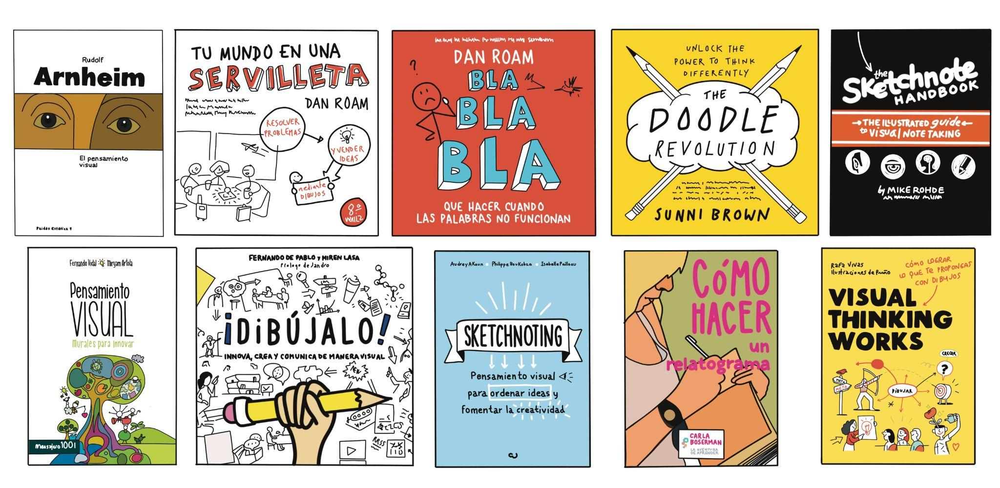 Rudolf
Arnheim
El pensamiento
visual
Paidós Estética 7
TU MUNDO EN UNA
SERVILLETA
DAN ROAM
RESOLVER
PROBLEMAS
Y VENDER
IDEAS
mediante
DIBUJOS
8.a
DAN ROAM
?
BLA
BLA
BLA
QUE HACER CUANDO
LAS PALABRAS NO FUNCIONAN
UNLOCK THE
POWER TO THINK
DIFFERENTLY
THE
DOODLE
REVOLUTION
SUNNI BROWN
the
Sketchnote
HANDBOOK
THE ILLUSTRATED guide
to visual NOTE TAKING
by MIKE ROHDE
Fernando Vidal Miryam Artola
Pensamiento
VISUAL
Murales para Innovar
Mensajero 1001
FERNANDO DE PABLO y MIREN LASA
Prólogo de Jandro
¡DIBÚJALO!
INNOVA, CREA Y COMUNICA DE MANERA VISUAL
NEW
RRSS
Audrey Akoun • Philippe Boukobza • Isabelle Pailleau
SKETCHNOTING
Pensamiento visual
para ordenar ideas y
fomentar la creatividad
CÓMO
HACER
un
relatograma
CARLA
BOSERMAN
LA AVENTURA
DE APRENDER
Rafa Vivas
Ilustraciones de Puño
CÓMO LOGRAR
LO QUE TE PROPONGAS
CON DIBUJOS
VISUAL
THINKING
WORKS
CRECER
?
META
META
DIBUJAR